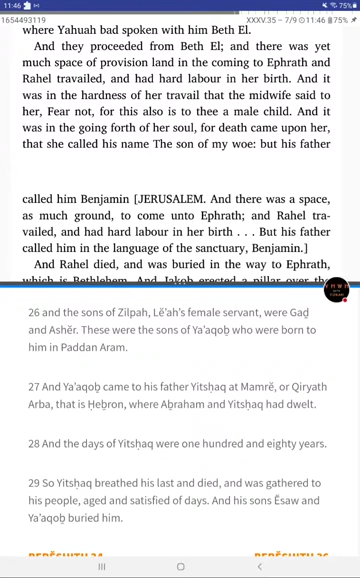 11:46
75%
1654493119
XXXV.35 – 7/9
11:46
75%
where Yahuah bad spoken with him Beth El.
And they proceeded from Beth El; and there was yet
much space of provision land in the coming to Ephrath and
Rahel travailed, and had hard labour in her birth. And it
was in the hardness of her travail that the midwife said to
her, Fear not, for this also is to thee a male child. And it
was in the going forth of her soul, for death came upon her,
that she called his name The son of my woe: but his father
called him Benjamin [JERUSALEM. And there was a space,
as much ground, to come unto Ephrath; and Rahel tra-
vailed, and had hard labour in her birth . . . But his father
called him in the language of the sanctuary, Benjamin.]
And Rahel died, and was buried in the way to Ephrath,
which is Bethlehem. And Jakob erected a pillar over the
26 and the sons of Zilpah, Lĕ'ah's female servant, were Gaḏ
and Ashĕr. These were the sons of Ya'aqoḇ who were born to
him in Paddan Aram.
27 And Ya'aqoḇ came to his father Yitsḥaq at Mamrĕ, or Qiryath
Arba, that is Ḥeḇron, where Aḇraham and Yitsḥaq had dwelt.
28 And the days of Yitsḥaq were one hundred and eighty years.
29 So Yitsḥaq breathed his last and died, and was gathered to
his people, aged and satisfied of days. And his sons Ĕsaw and
Ya'aqoḇ buried him.